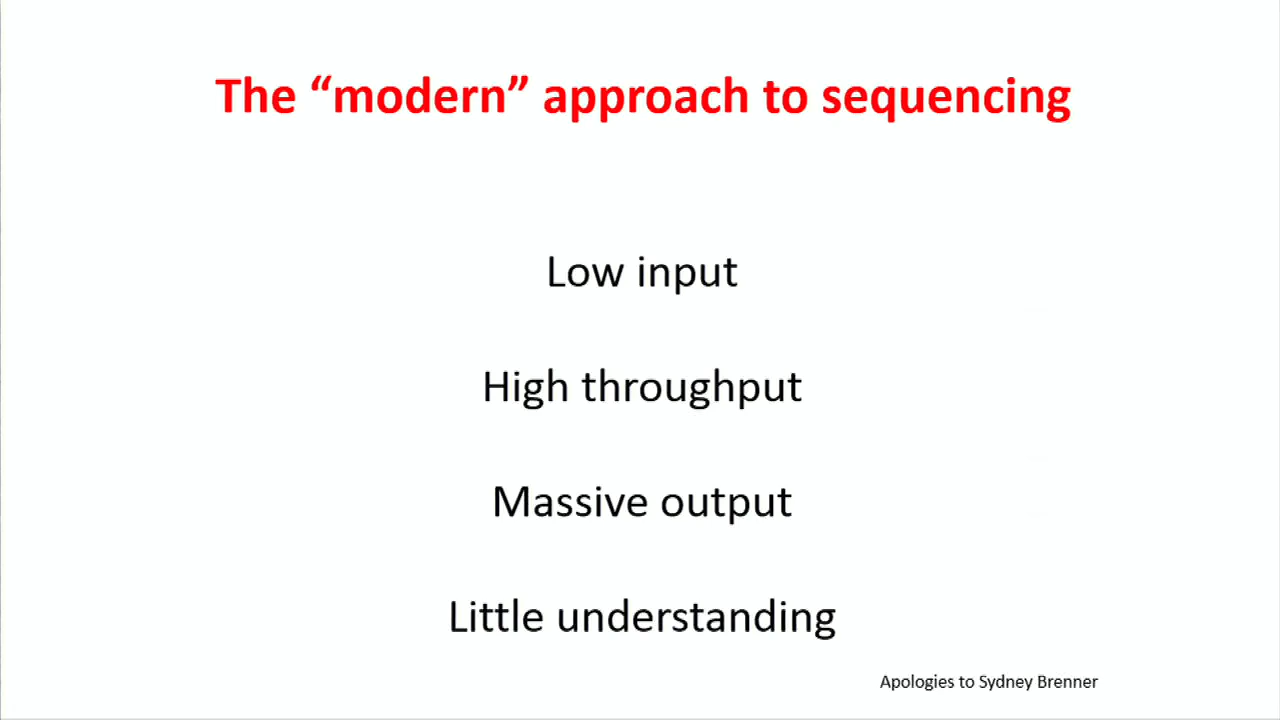 The “modern” approach to sequencing
Low input
High throughput
Massive output
Little understanding
Apologies to Sydney Brenner